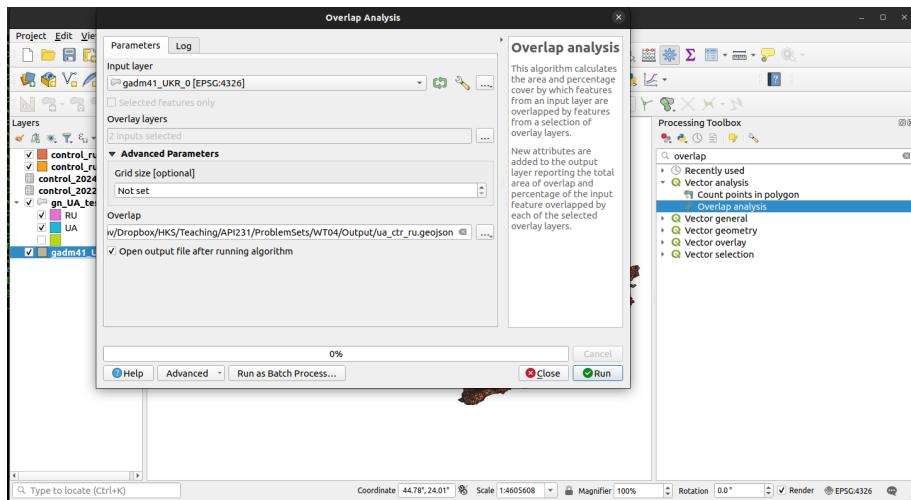 Overlap Analysis
Project Edit
Parameters Log
Input layer
gadm41_UKR_0 [EPSG:4326]
Selected features only
Overlay layers
2 inputs selected
Advanced Parameters
Grid size [optional]
Not set
Overlap
v/Dropbox/HKS/Teaching/API231/ProblemSets/WT04/Output/ua_ctr_ru.geojson
Open output file after running algorithm
0%
Cancel
Help
Advanced
Run as Batch Process...
Close
Run
Overlap analysis
This algorithm calculates
the area and percentage
cover by which features
from an input layer are
overlapped by features
from a selection of
overlay layers.
New attributes are
added to the output
layer reporting the total
area of overlap and
percentage of the input
feature overlapped by
each of the selected
overlay layers.
Layers
control_ru
control_ru
control_2024
control_2022
gn_UA_te
RU
UA
gadm41_U
Processing Toolbox
overlap
Recently used
Vector analysis
Count points in polygon
Overlap analysis
Vector general
Vector geometry
Vector overlay
Vector selection
Type to locate (Ctrl+K)
Coordinate 44.78°,24.01° Scale 1:4605608 Magnifier 100% Rotation 0.0° Render EPSG:4326